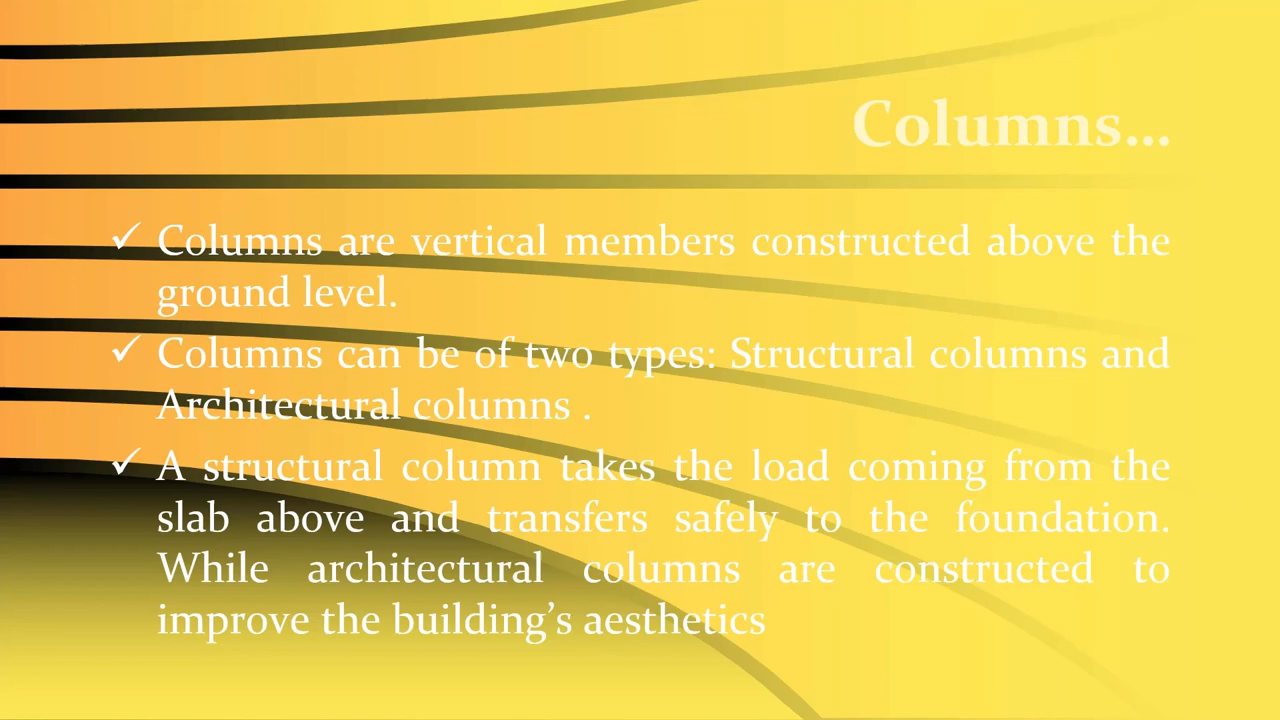 Columns...
✓ Columns are vertical members constructed above the
ground level.
✓ Columns can be of two types: Structural columns and
Architectural columns .
✓ A structural column takes the load coming from the
slab above and transfers safely to the foundation.
While architectural columns are constructed to
improve the building’s aesthetics